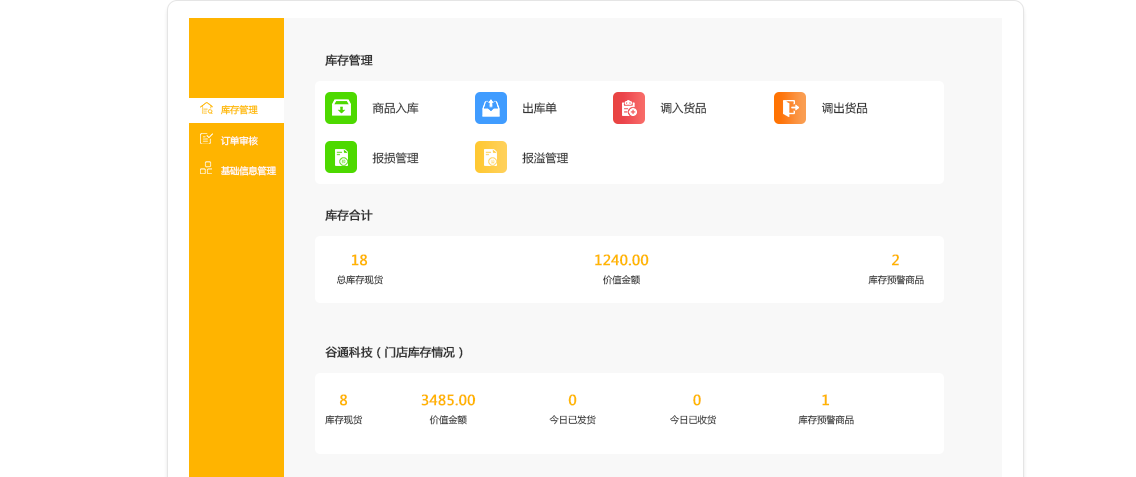 库存管理
订单审核
基础信息管理
库存管理
商品入库 出库单 调入货品 调出货品
报损管理 报溢管理
库存合计
18 1240.00 2
总库存现货 价值金额 库存预警商品
谷通科技（门店库存情况）
8 3485.00 0 0 1
库存现货 价值金额 今日已发货 今日已收货 库存预警商品